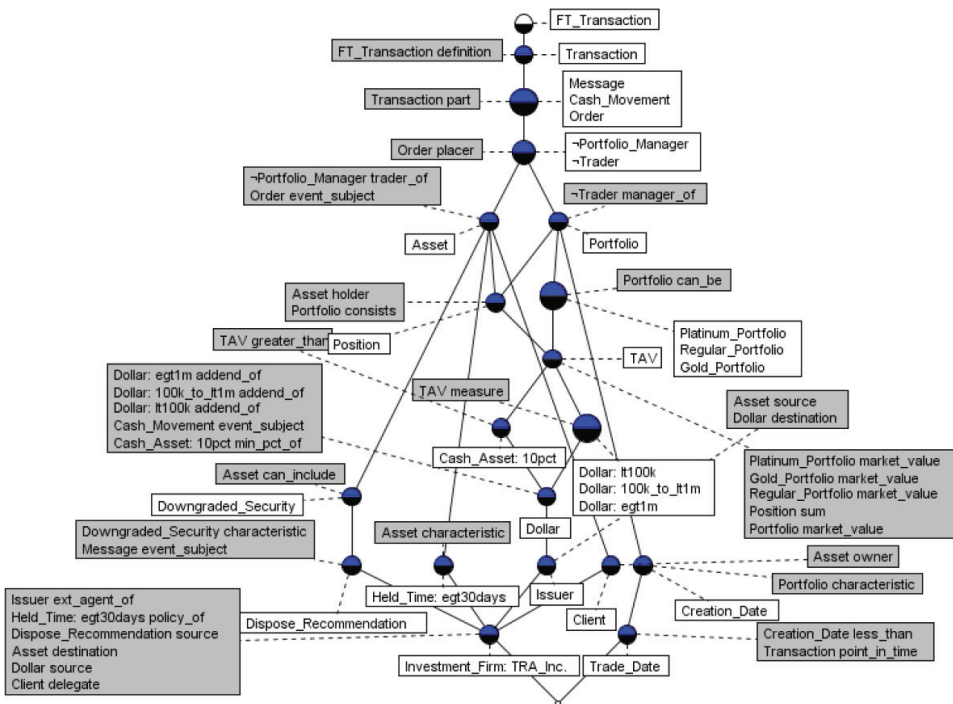 FT_Transaction
FT_Transaction definition
Transaction
Transaction part
Message
Cash_Movement
Order
Order placer
¬Portfolio_Manager
¬Trader
¬Portfolio_Manager trader_of
Order event_subject
¬Trader manager_of
Asset
Portfolio
Asset holder
Portfolio consists
Portfolio can_be
TAV greater_than
Position
TAV
Platinum_Portfolio
Regular_Portfolio
Gold_Portfolio
Dollar: egt1m addend_of
Dollar: 100k_to_lt1m addend_of
Dollar: lt100k addend_of
Cash_Movement event_subject
Cash_Asset: 10pct min_pct_of
TAV measure
Asset source
Dollar destination
Cash_Asset: 10pct
Dollar: lt100k
Dollar: 100k_to_lt1m
Dollar: egt1m
Platinum_Portfolio market_value
Gold_Portfolio market_value
Regular_Portfolio market_value
Position sum
Portfolio market_value
Asset can_include
Downgraded_Security
Dollar
Downgraded_Security characteristic
Message event_subject
Asset characteristic
Asset owner
Portfolio characteristic
Held_Time: egt30days
Issuer
Client
Creation_Date
Dispose_Recommendation
Issuer ext_agent_of
Held_Time: egt30days policy_of
Dispose_Recommendation source
Asset destination
Dollar source
Client delegate
Creation_Date less_than
Transaction point_in_time
Investment_Firm: TRA_Inc.
Trade_Date